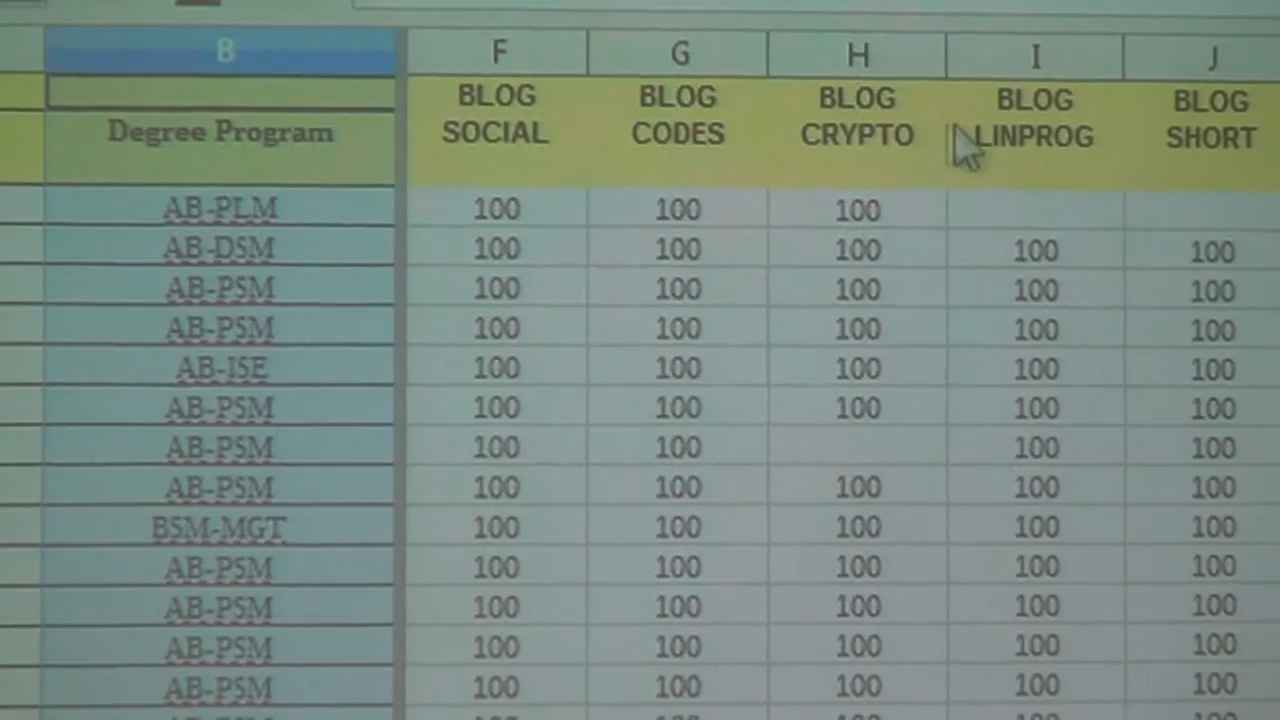 B F G H I J
BLOG BLOG BLOG BLOG BLOG
Degree Program SOCIAL CODES CRYPTO LINPROG SHORT
AB-PLM 100 100 100
AB-DSM 100 100 100 100 100
AB-PSM 100 100 100 100 100
AB-PSM 100 100 100 100 100
AB-ISE 100 100 100 100 100
AB-PSM 100 100 100 100 100
AB-PSM 100 100 100 100
AB-PSM 100 100 100 100 100
BSM-MGT 100 100 100 100 100
AB-PSM 100 100 100 100 100
AB-PSM 100 100 100 100 100
AB-PSM 100 100 100 100 100
AB-PSM 100 100 100 100 100